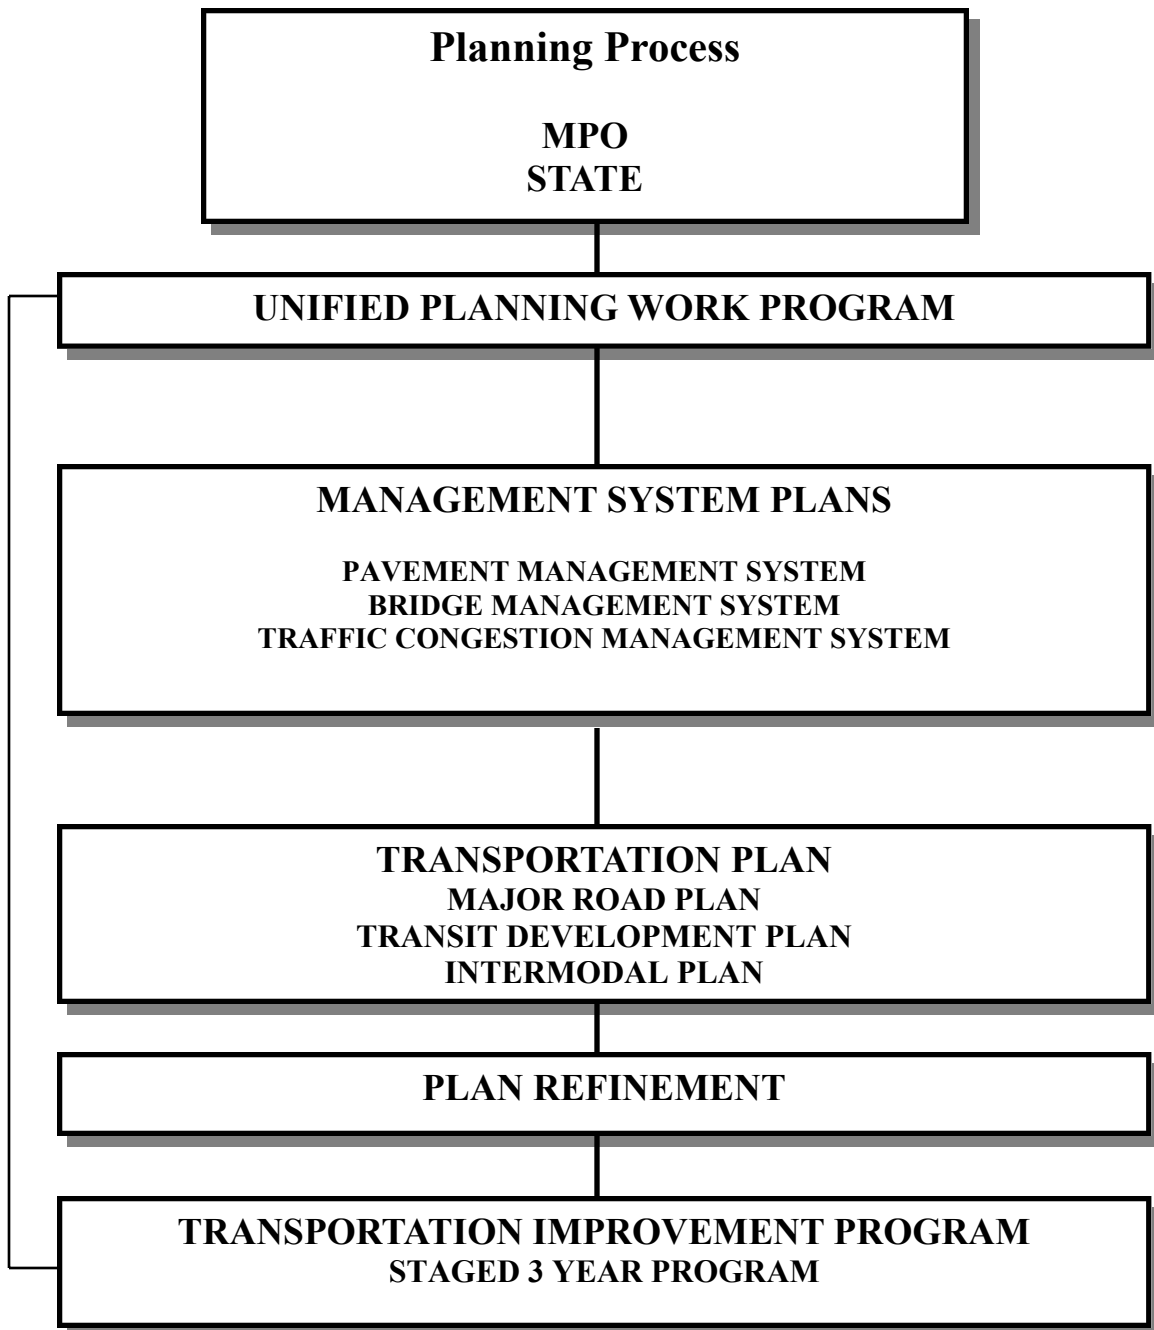 Planning Process
MPO
STATE
UNIFIED PLANNING WORK PROGRAM
MANAGEMENT SYSTEM PLANS
PAVEMENT MANAGEMENT SYSTEM
BRIDGE MANAGEMENT SYSTEM
TRAFFIC CONGESTION MANAGEMENT SYSTEM
TRANSPORTATION PLAN
MAJOR ROAD PLAN
TRANSIT DEVELOPMENT PLAN
INTERMODAL PLAN
PLAN REFINEMENT
TRANSPORTATION IMPROVEMENT PROGRAM
STAGED 3 YEAR PROGRAM